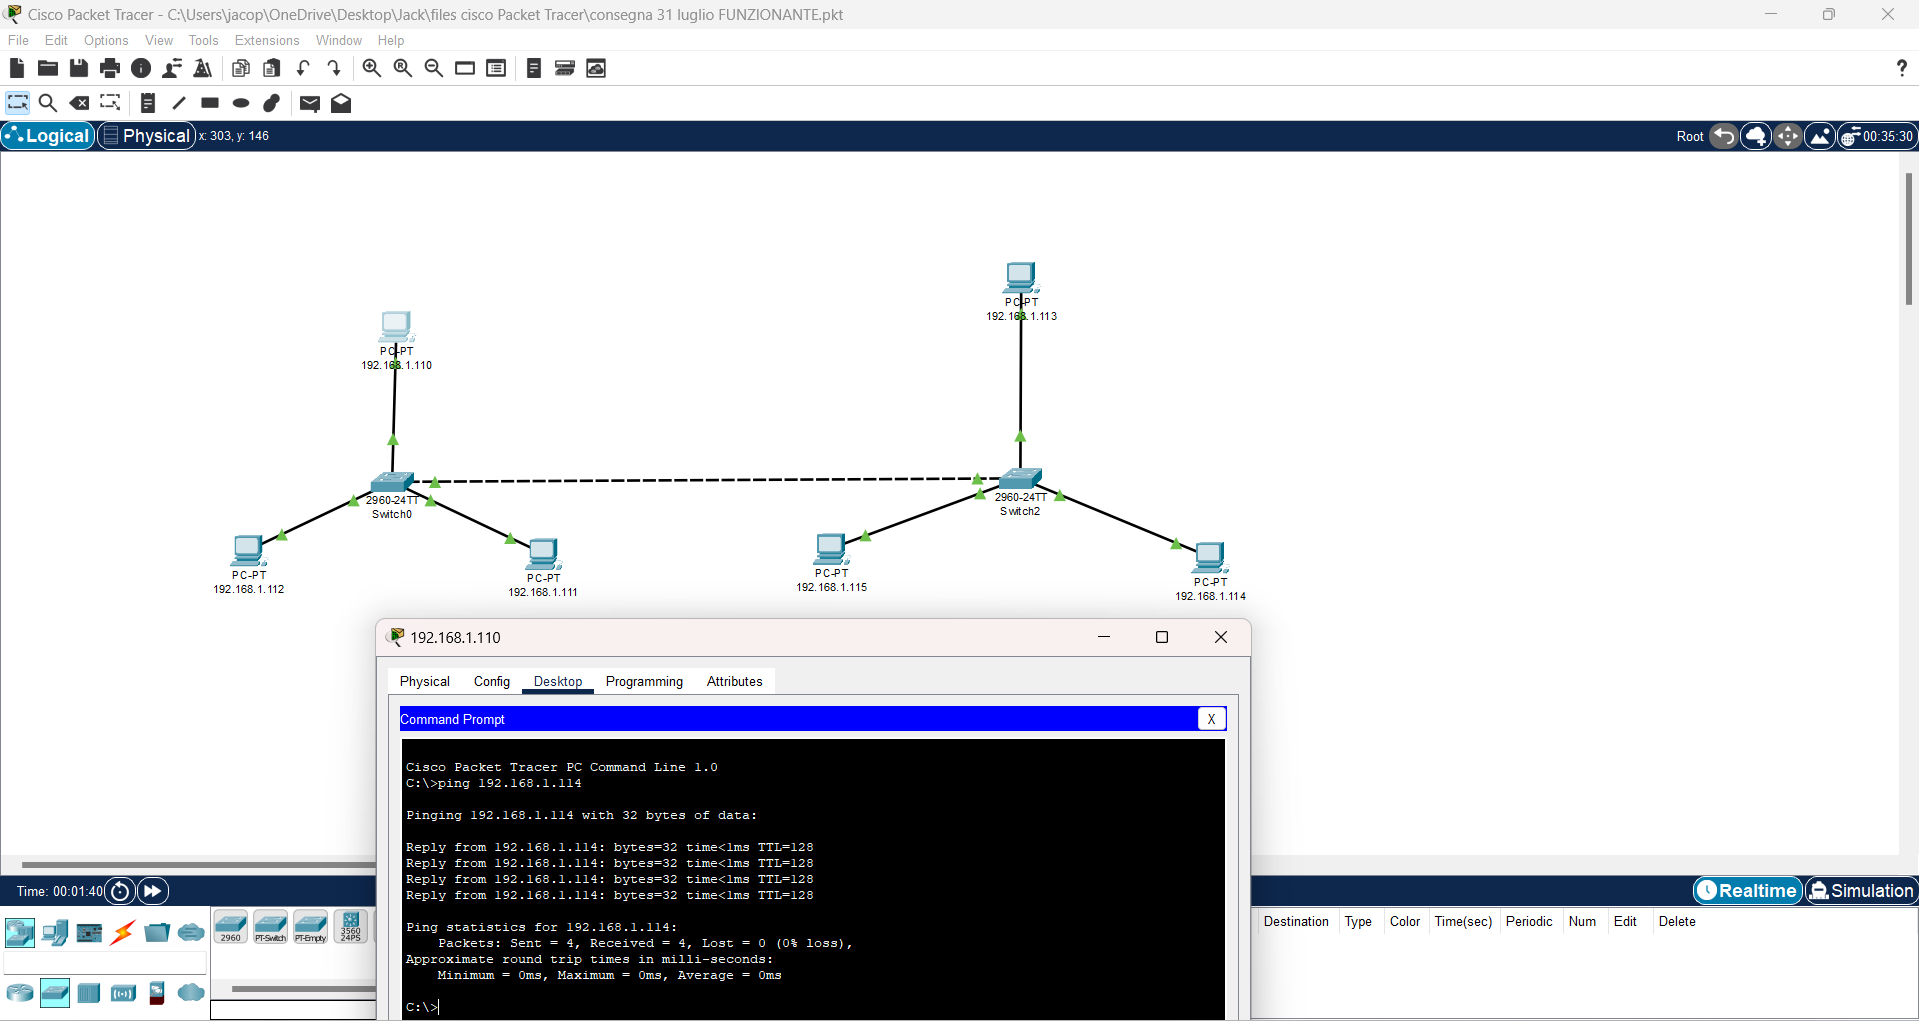 Cisco Packet Tracer - C:\Users\jacop\OneDrive\Desktop\Jack\files cisco Packet Tracer\consegna 31 luglio FUNZIONANTE.pkt
File Edit Options View Tools Extensions Window Help
?
Logical Physical x: 303, y: 146 Root 00:35:30
PC-PT
192.168.1.113
PC-PT
192.168.1.110
2960-24TT
Switch0
2960-24TT
Switch2
PC-PT
192.168.1.112
PC-PT
192.168.1.111
PC-PT
192.168.1.115
PC-PT
192.168.1.114
192.168.1.110
Physical Config Desktop Programming Attributes
Command Prompt X
Cisco Packet Tracer PC Command Line 1.0
C:\>ping 192.168.1.114
Pinging 192.168.1.114 with 32 bytes of data:
Reply from 192.168.1.114: bytes=32 time<1ms TTL=128
Reply from 192.168.1.114: bytes=32 time<1ms TTL=128
Reply from 192.168.1.114: bytes=32 time<1ms TTL=128
Reply from 192.168.1.114: bytes=32 time<1ms TTL=128
Ping statistics for 192.168.1.114:
Packets: Sent = 4, Received = 4, Lost = 0 (0% loss),
Approximate round trip times in milli-seconds:
Minimum = 0ms, Maximum = 0ms, Average = 0ms
C:\>
Time: 00:01:40 Realtime Simulation
2960 PT-Switch PT-Empty 3560 24PS
Destination Type Color Time(sec) Periodic Num Edit Delete